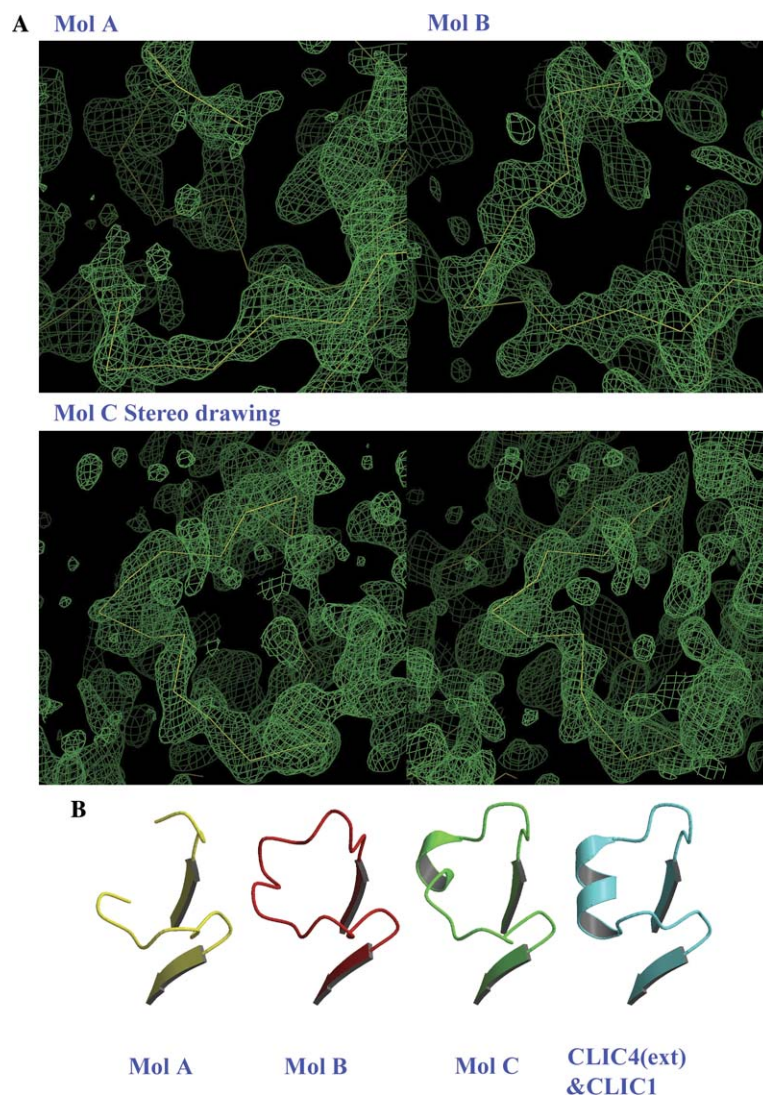 A
Mol A
Mol B
Mol C Stereo drawing
B
Mol A
Mol B
Mol C
CLIC4(ext)
&CLIC1